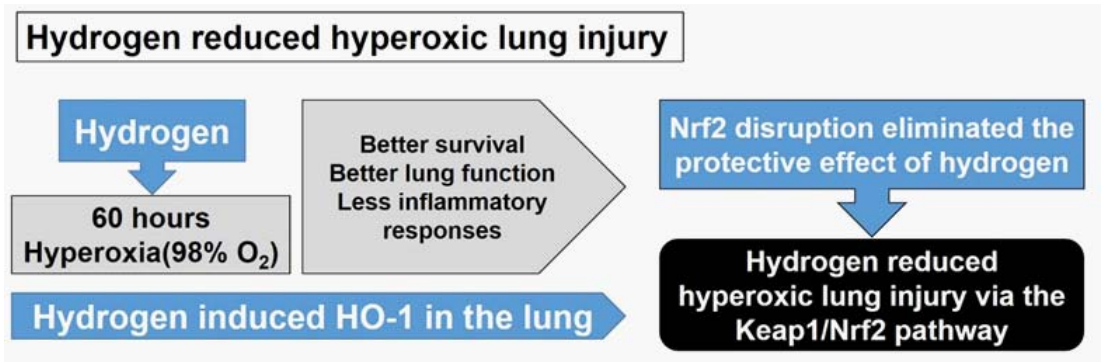 Hydrogen reduced hyperoxic lung injury
Hydrogen
60 hours
Hyperoxia(98% O₂)
Better survival
Better lung function
Less inflammatory
responses
Hydrogen induced HO-1 in the lung
Nrf2 disruption eliminated the
protective effect of hydrogen
Hydrogen reduced
hyperoxic lung injury via the
Keap1/Nrf2 pathway